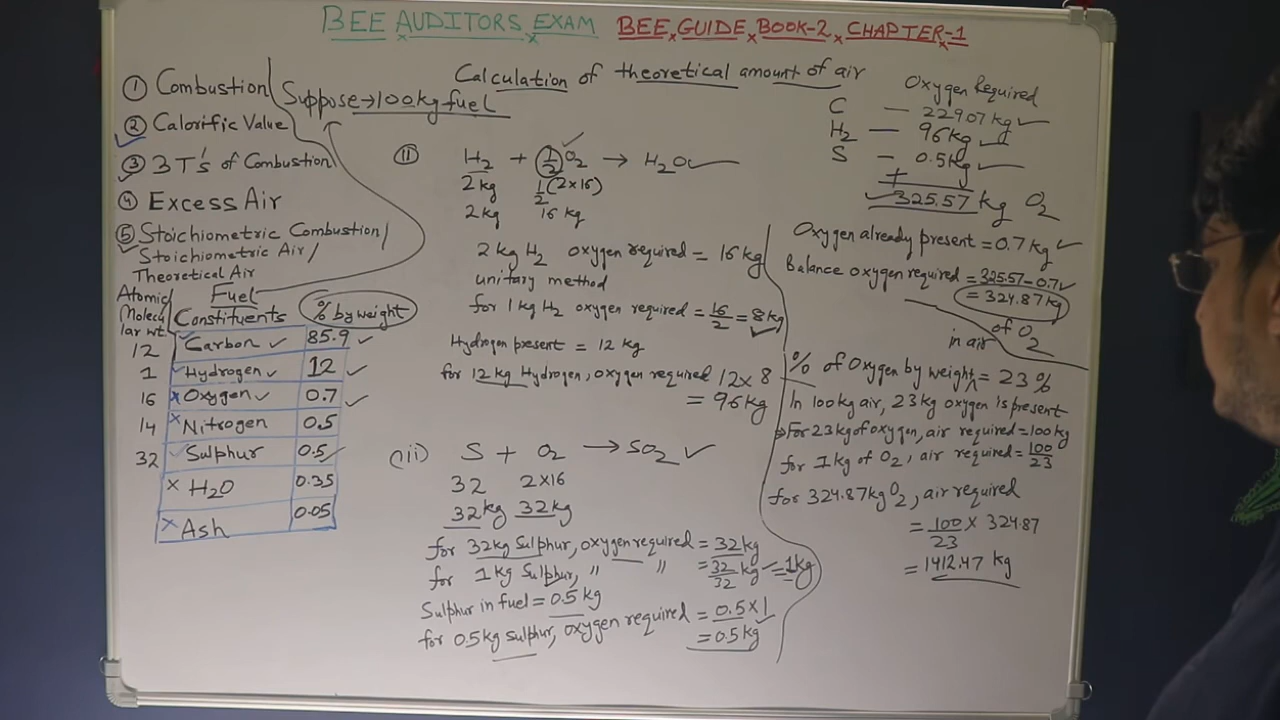 BEE AUDITORS EXAM BEE GUIDE BOOK-2 CHAPTER-1
① Combustion
② Calorific Value
③ 3 T's of Combustion
④ Excess Air
⑤ Stoichiometric Combustion/
Stoichiometric Air/
Theoretical Air
Atomic/
Molecu
lar wt.
Fuel
Constituents % by weight
12 Carbon 85.9
1 Hydrogen 12
16 Oxygen 0.7
14 Nitrogen 0.5
32 Sulphur 0.5
H2O 0.35
Ash 0.05
Calculation of theoretical amount of air
Suppose → 100kg fuel
(ii) H2 + 1/2 O2 → H2O
2 kg 1/2 (2×16)
2 kg 16 kg
2 kg H2 oxygen required = 16 kg
unitary method
for 1 kg H2 oxygen required = 16/2 = 8 kg
Hydrogen present = 12 kg
for 12 kg Hydrogen, oxygen required 12 × 8
= 96 kg
(iii) S + O2 → SO2
32 2×16
32 kg 32 kg
for 32 kg Sulphur, oxygen required = 32 kg
for 1 kg Sulphur, " " = 32/32 kg = 1 kg
Sulphur in fuel = 0.5 kg
for 0.5 kg sulphur, oxygen required = 0.5 × 1
= 0.5 kg
Oxygen Required
C — 229.07 kg
H2 — 96 kg
S — 0.5 kg
+
325.57 kg O2
Oxygen already present = 0.7 kg
Balance oxygen required = 325.57 - 0.7
= 324.87 kg
of O2
in air
% of Oxygen by weight = 23 %
In 100 kg air, 23 kg oxygen is present
⇒ For 23 kg of oxygen, air required = 100 kg
for 1 kg of O2, air required = 100/23
for 324.87 kg O2, air required
= 100/23 × 324.87
= 1412.47 kg